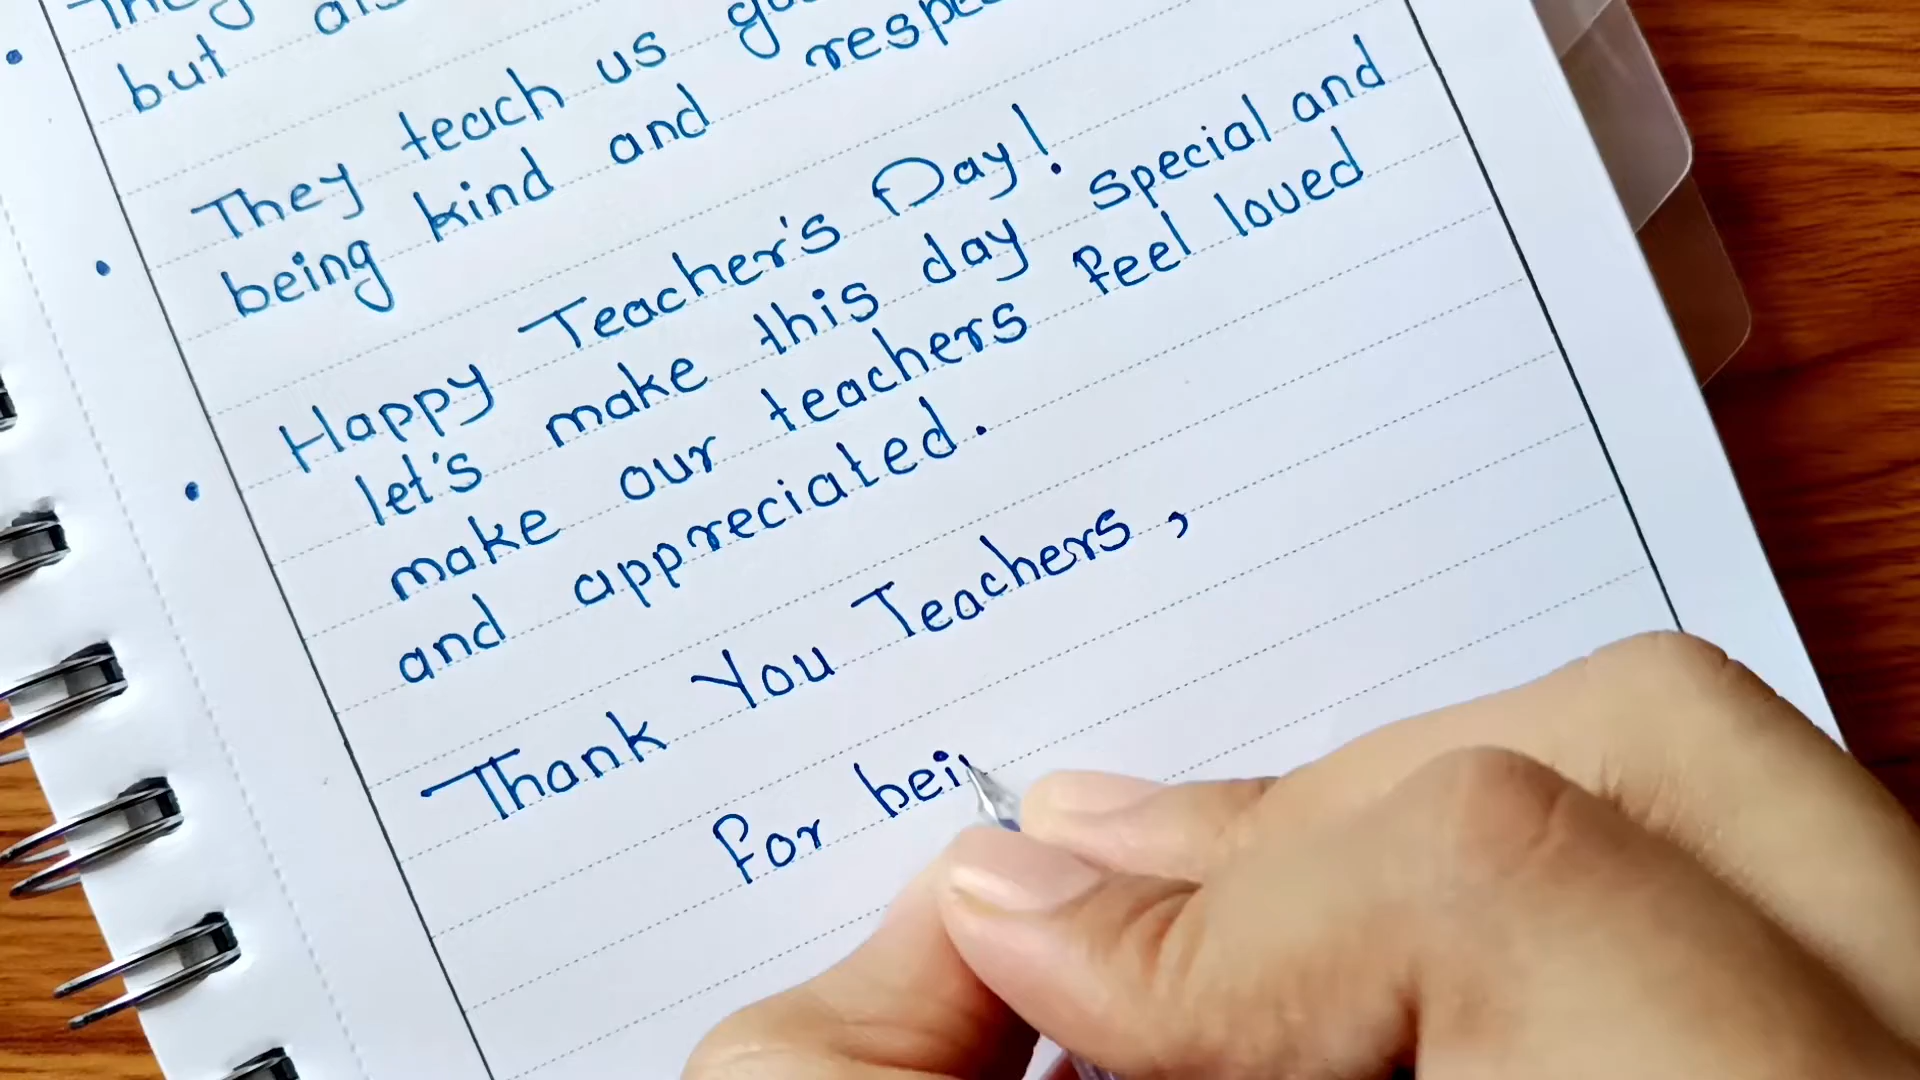 They
but
They teach us
being kind and
Happy Teacher's Day!
let's make this day special and
make our teachers feel loved
and appreciated.
Thank You Teachers,
For bei